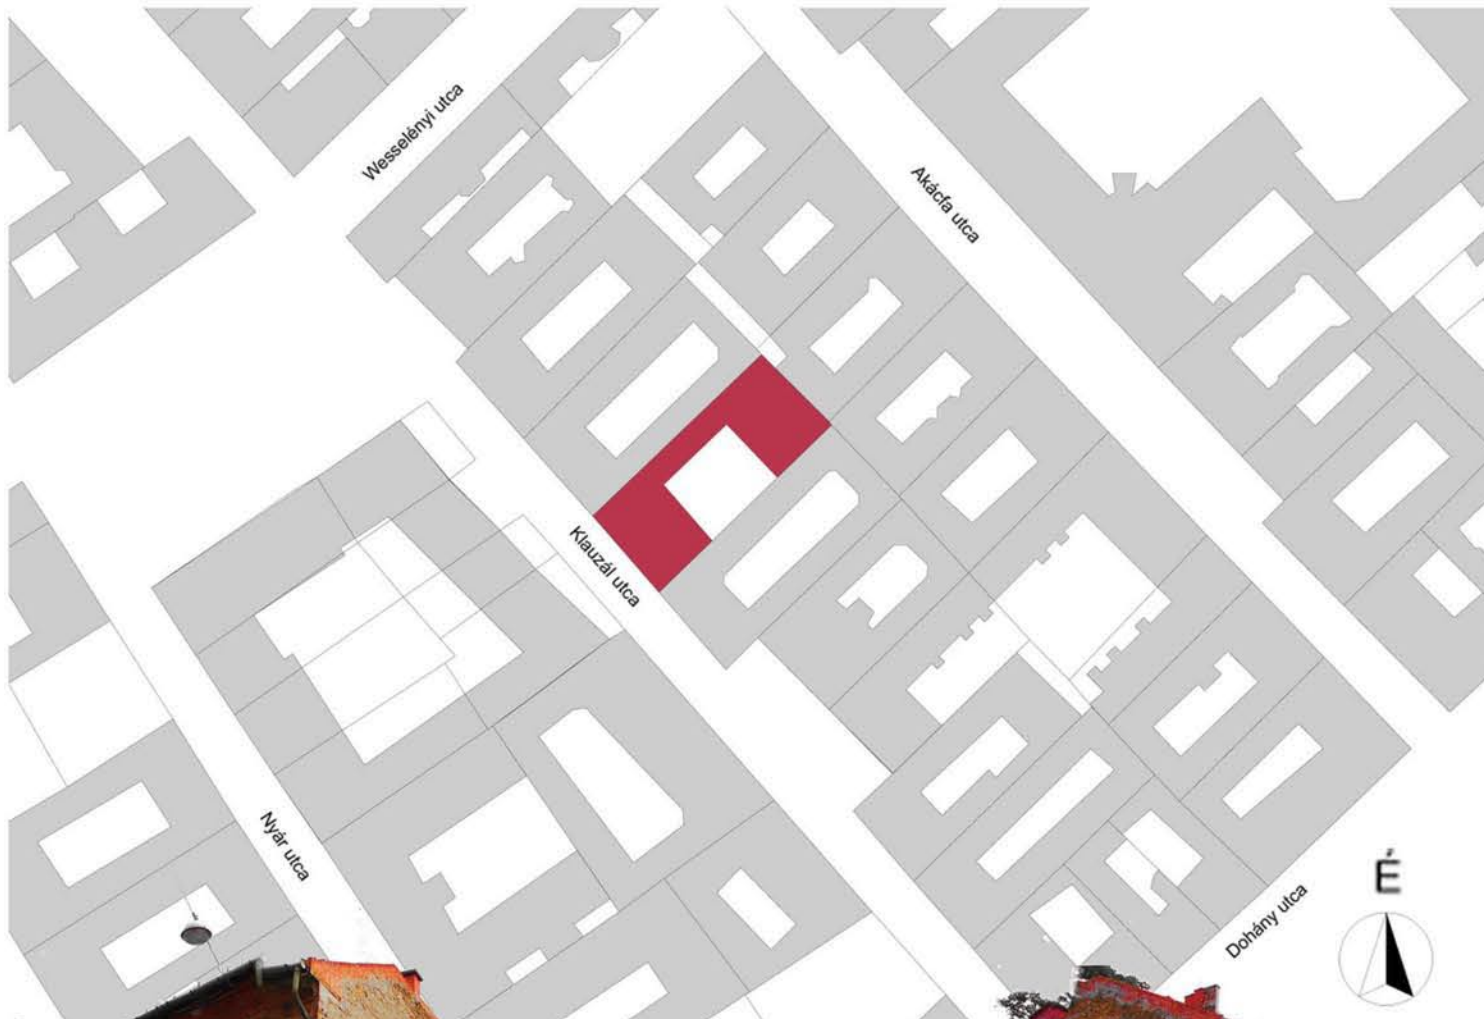 Wesselényi utca
Akácfa utca
Klauzál utca
Nyár utca
É
Dohány utca